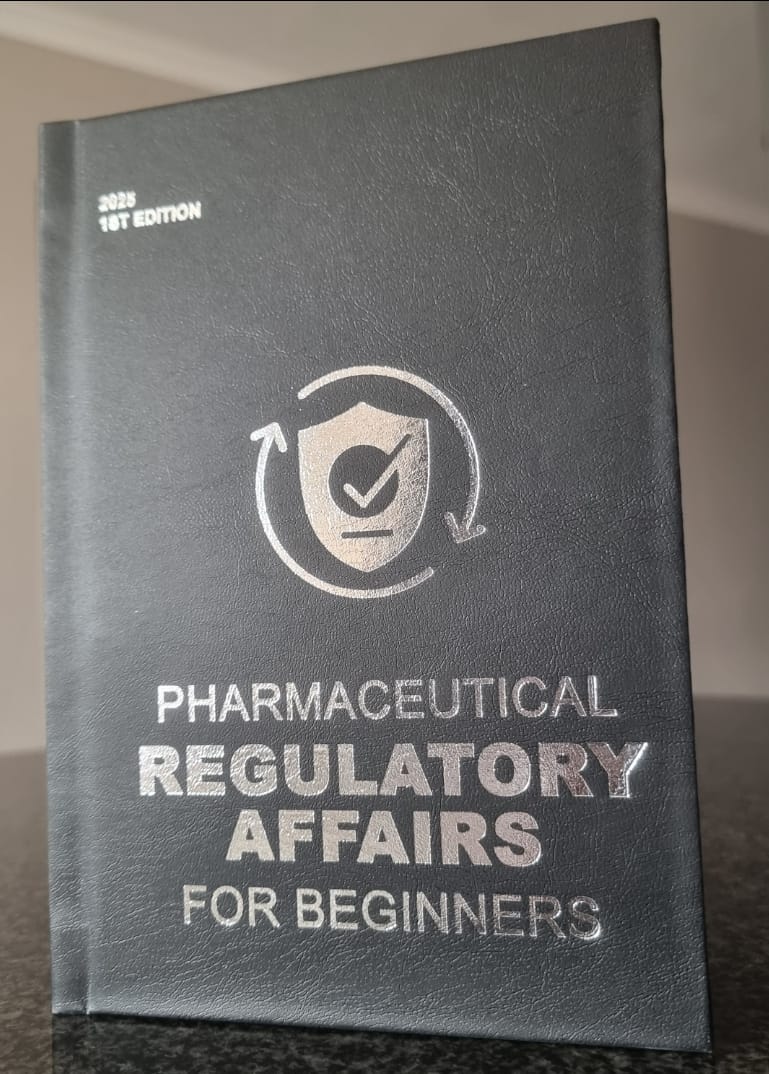 2025
1ST EDITION
PHARMACEUTICAL
REGULATORY
AFFAIRS
FOR BEGINNERS